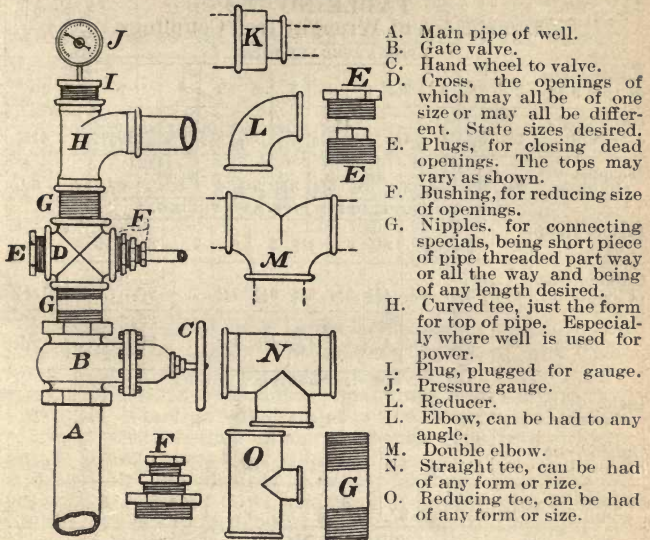 J
K
I
E
L
H
G
E
F
E
D
M
G
C
B
N
A
F
O
G
A. Main pipe of well.
B. Gate valve.
C. Hand wheel to valve.
D. Cross, the openings of
which may all be of one
size or may all be differ-
ent. State sizes desired.
E. Plugs, for closing dead
openings. The tops may
vary as shown.
F. Bushing, for reducing size
of openings.
G. Nipples. for connecting
specials, being short piece
of pipe threaded part way
or all the way and being
of any length desired.
H. Curved tee, just the form
for top of pipe. Especial-
ly where well is used for
power.
I. Plug, plugged for gauge.
J. Pressure gauge.
L. Reducer.
L. Elbow, can be had to any
angle.
M. Double elbow.
N. Straight tee, can be had
of any form or rize.
O. Reducing tee, can be had
of any form or size.